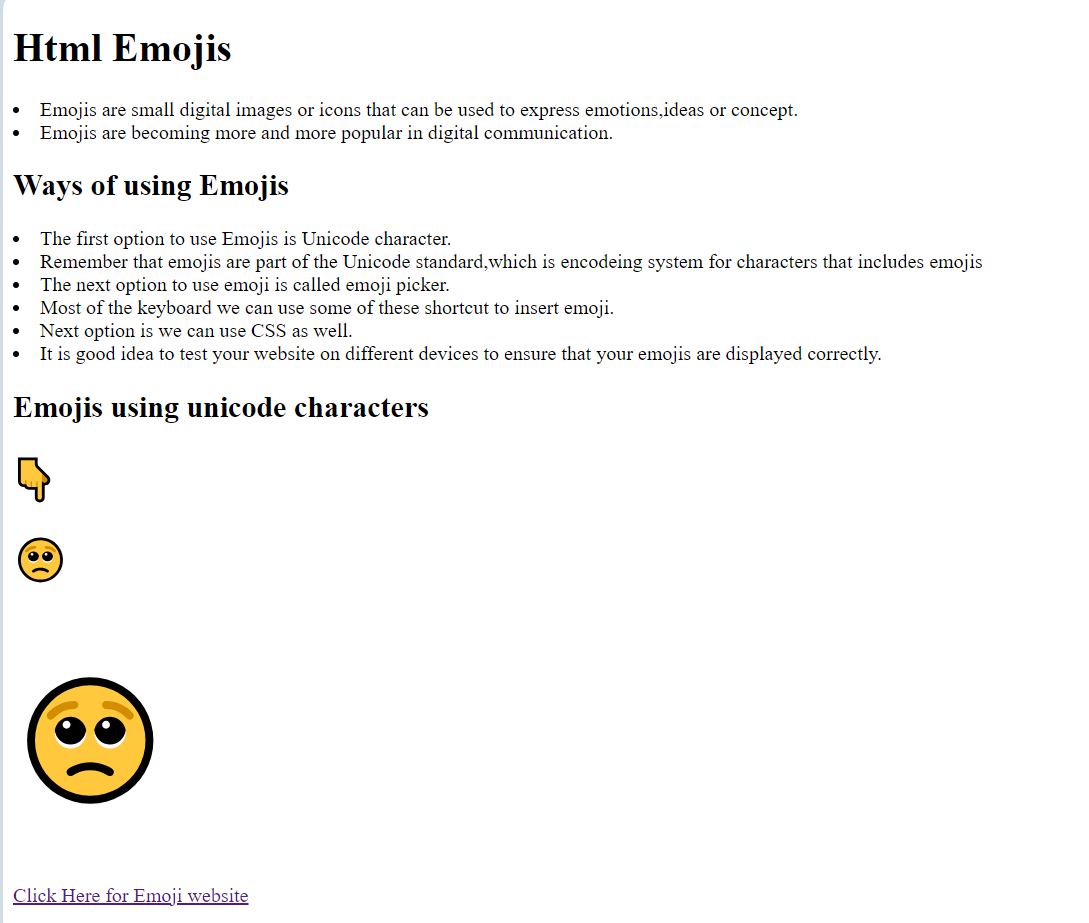 Html Emojis
Emojis are small digital images or icons that can be used to express emotions,ideas or concept.
Emojis are becoming more and more popular in digital communication.
Ways of using Emojis
The first option to use Emojis is Unicode character.
Remember that emojis are part of the Unicode standard,which is encodeing system for characters that includes emojis
The next option to use emoji is called emoji picker.
Most of the keyboard we can use some of these shortcut to insert emoji.
Next option is we can use CSS as well.
It is good idea to test your website on different devices to ensure that your emojis are displayed correctly.
Emojis using unicode characters
Click Here for Emoji website